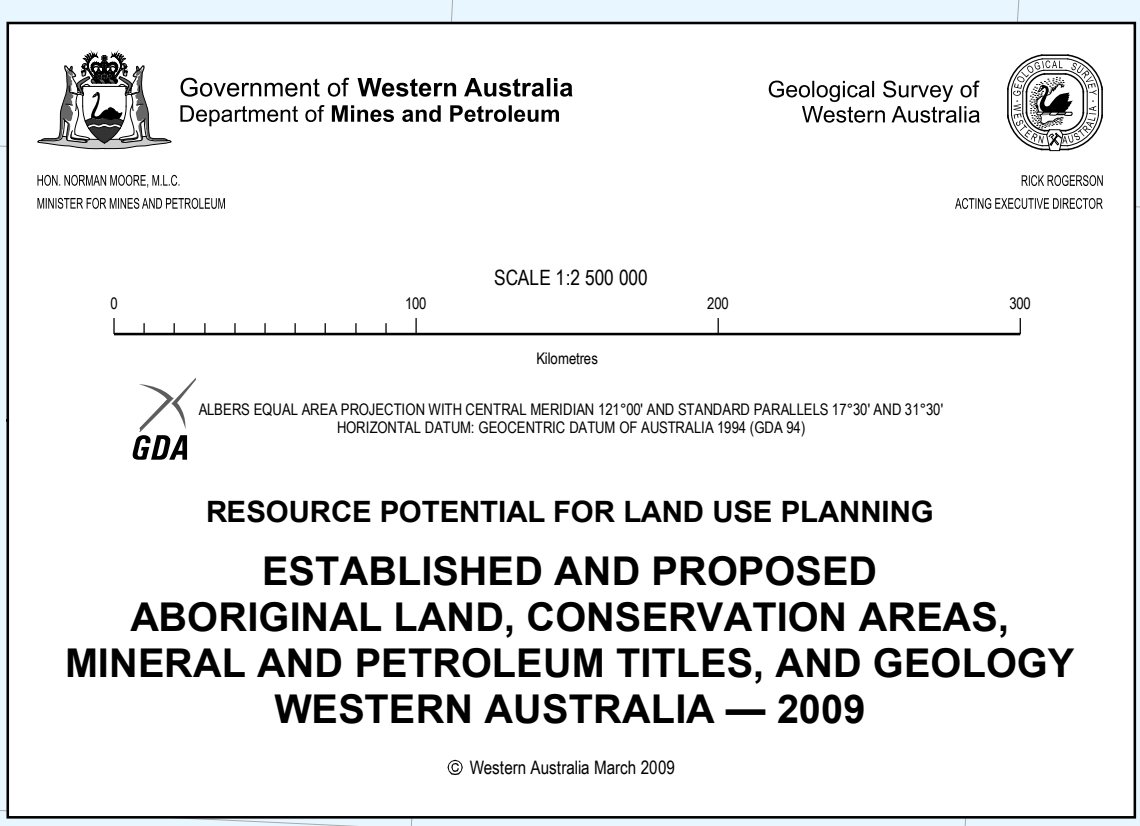 Government of Western Australia
Department of Mines and Petroleum
Geological Survey of
Western Australia
GEOLOGICAL SURVEY
WESTERN AUSTRALIA
HON. NORMAN MOORE, M.L.C.
MINISTER FOR MINES AND PETROLEUM
RICK ROGERSON
ACTING EXECUTIVE DIRECTOR
SCALE 1:2 500 000
0 100 200 300
Kilometres
GDA
ALBERS EQUAL AREA PROJECTION WITH CENTRAL MERIDIAN 121°00' AND STANDARD PARALLELS 17°30' AND 31°30'
HORIZONTAL DATUM: GEOCENTRIC DATUM OF AUSTRALIA 1994 (GDA 94)
RESOURCE POTENTIAL FOR LAND USE PLANNING
ESTABLISHED AND PROPOSED
ABORIGINAL LAND, CONSERVATION AREAS,
MINERAL AND PETROLEUM TITLES, AND GEOLOGY
WESTERN AUSTRALIA — 2009
© Western Australia March 2009